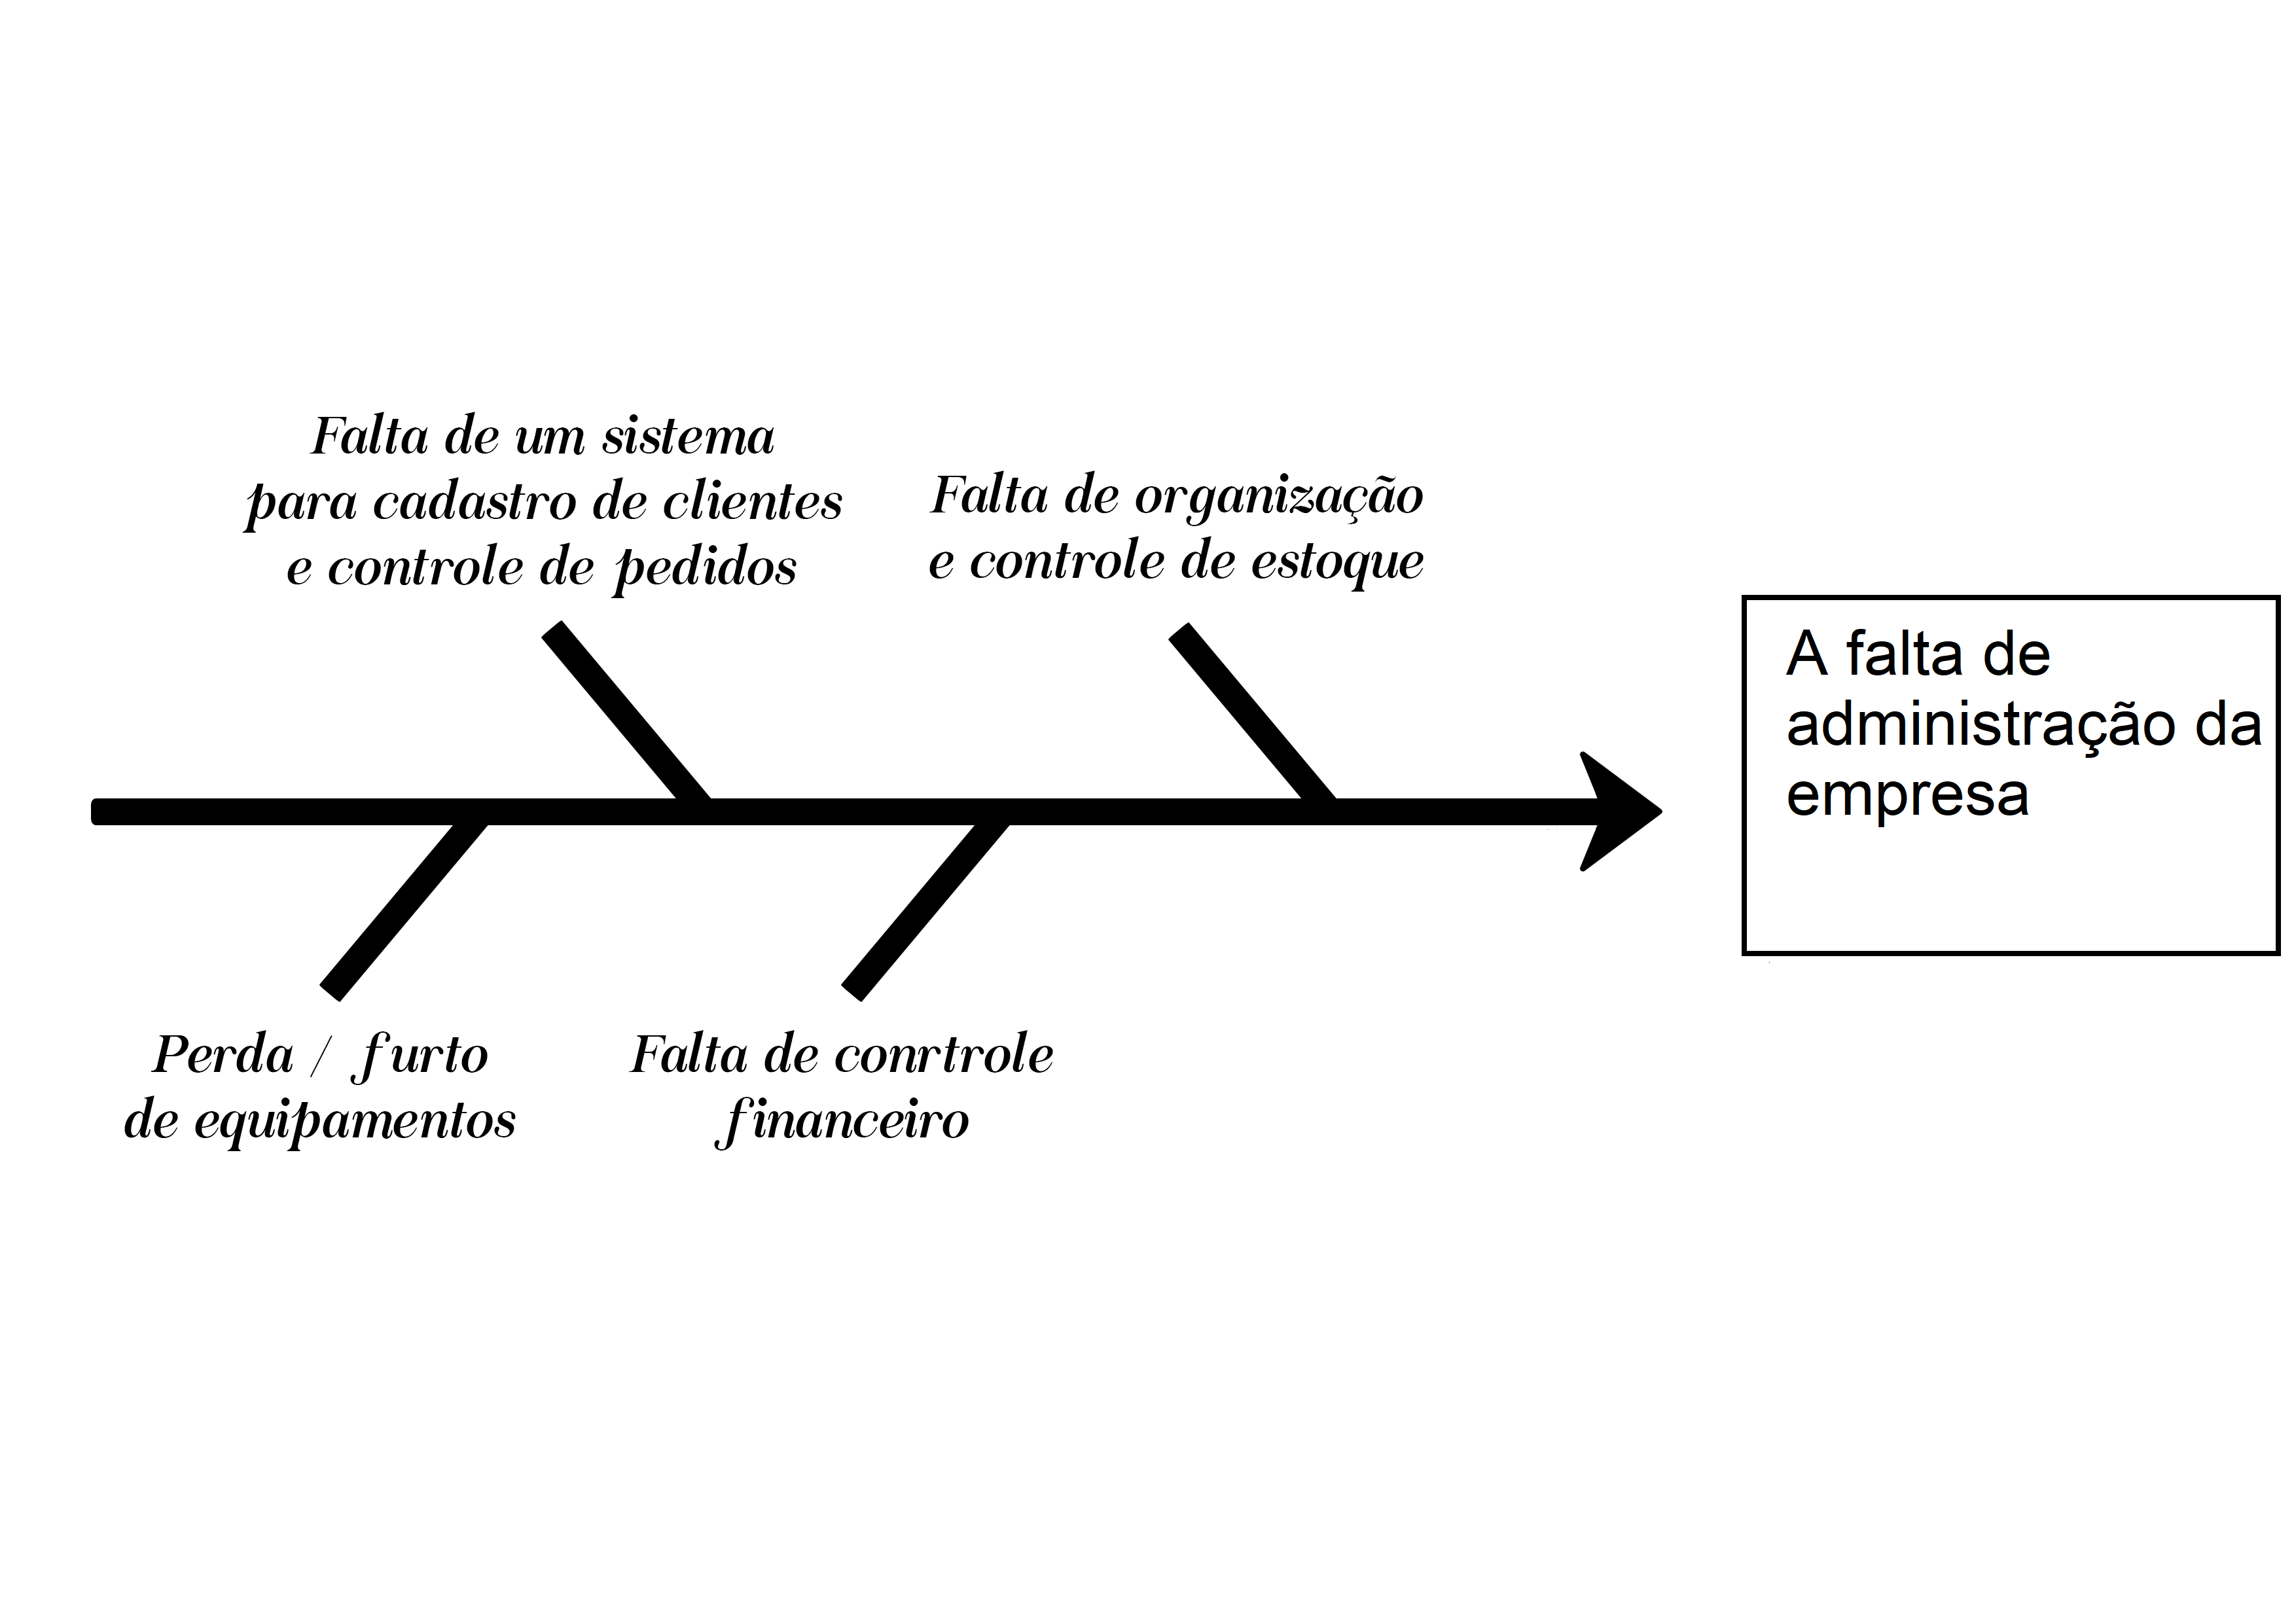 Falta de um sistema
para cadastro de clientes
e controle de pedidos
Falta de organização
e controle de estoque
A falta de
administração da
empresa
Perda / furto
de equipamentos
Falta de conrtrole
financeiro